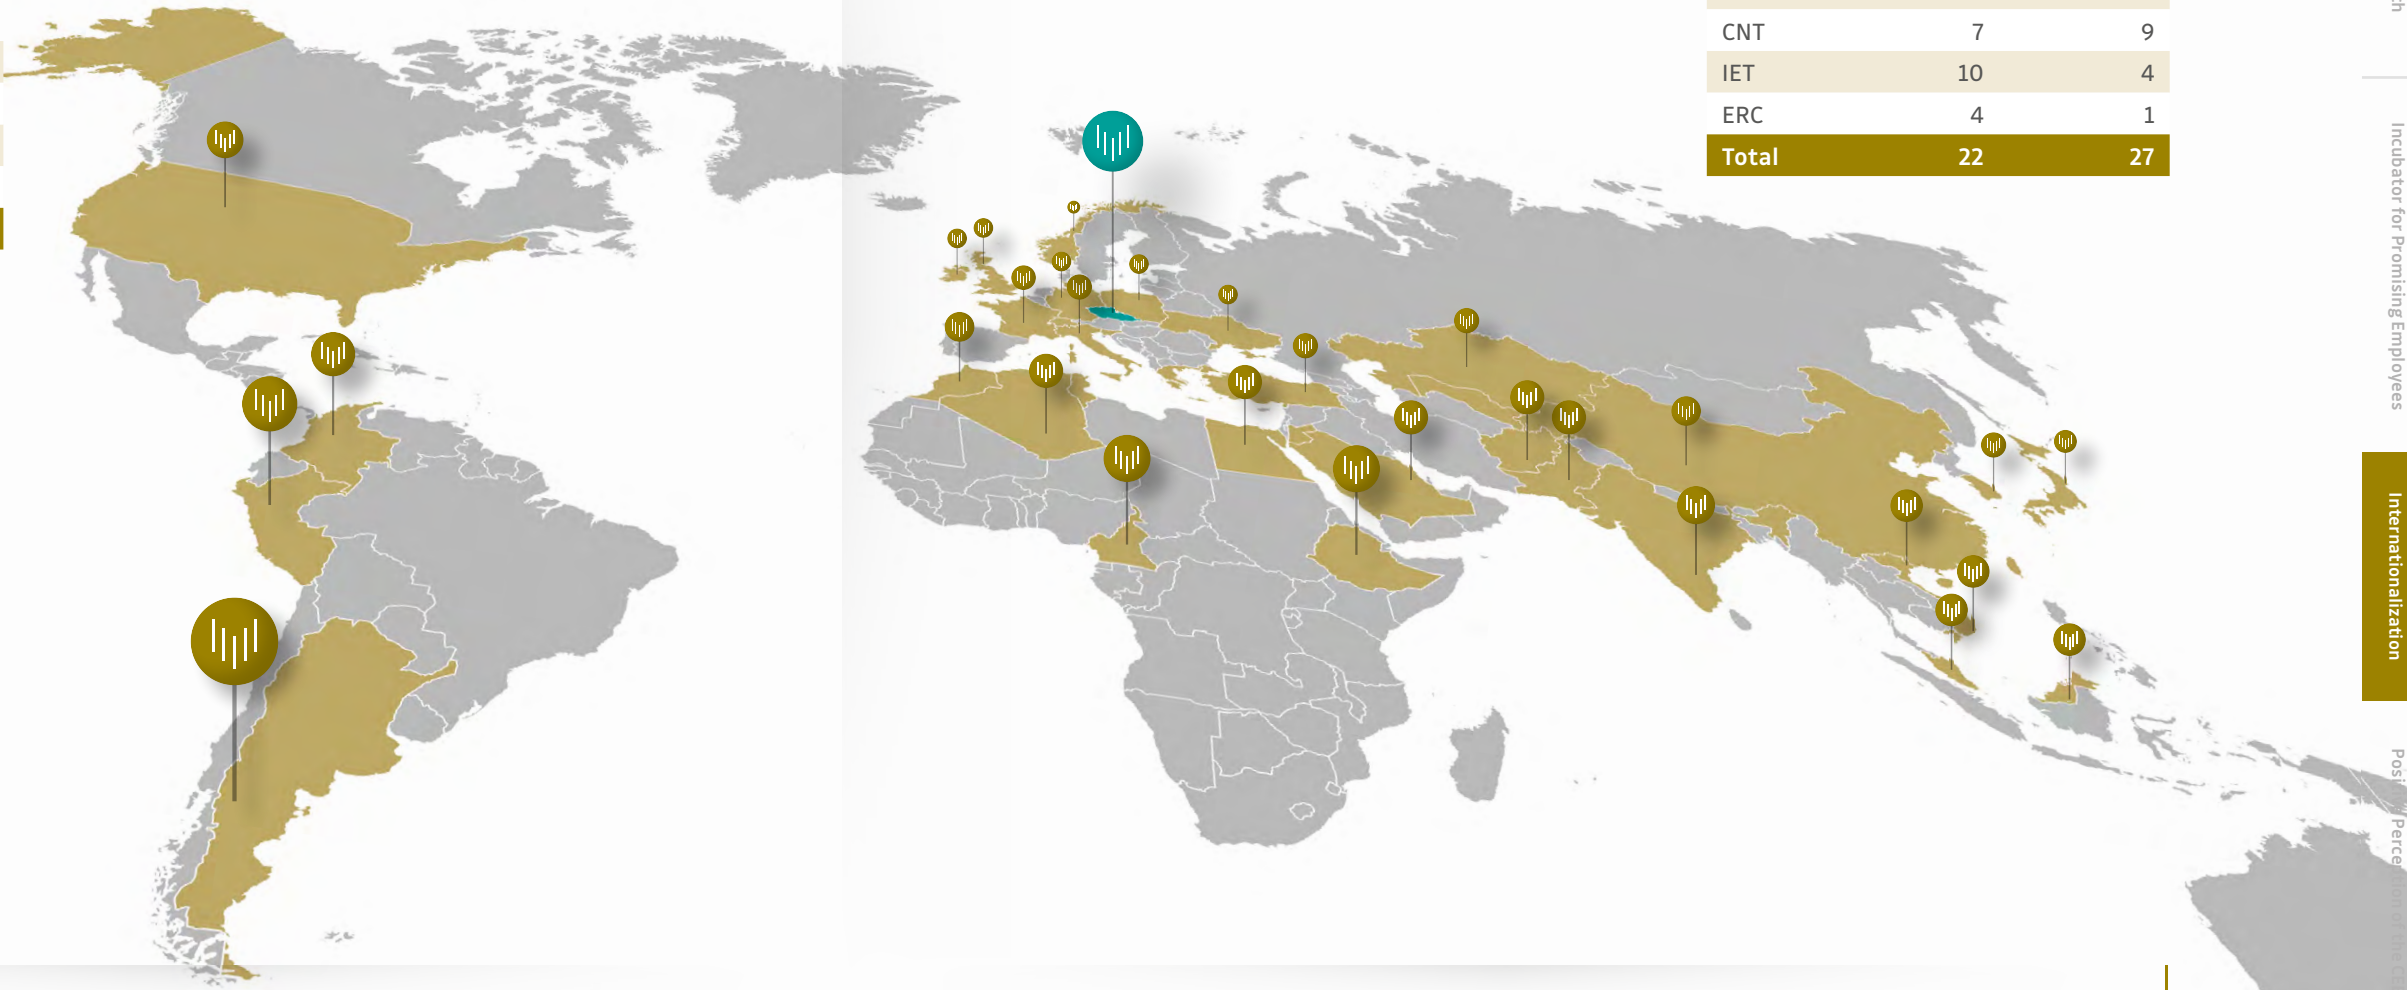 CNT 7 9
IET 10 4
ERC 4 1
Total 22 27
Incubator for Promising Employees
Internationalization